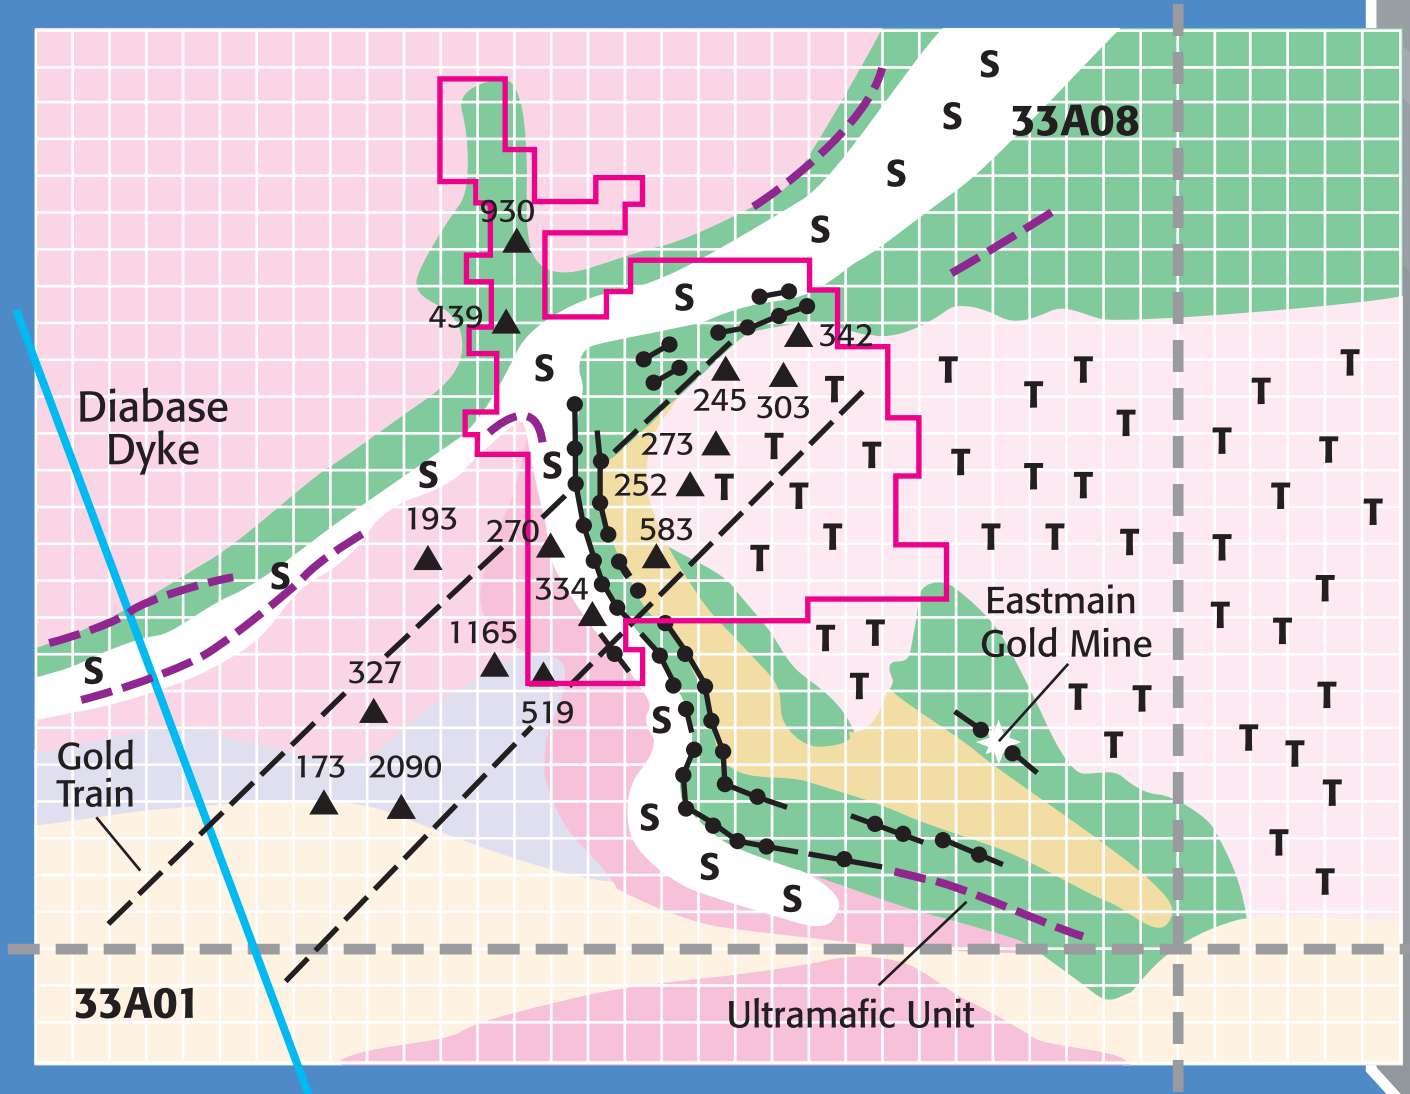 S
S
33A08
S
930
S
S
439
342
S
T
T
T
T
T
T
245
303
T
Diabase
Dyke
T
273
T
T
T
T
S
S
T
T
T
252
T
T
T
T
193
270
583
T
T
T
T
T
T
S
334
T
Eastmain
Gold Mine
T
1165
T
T
T
S
327
T
T
T
T
519
S
Gold
Train
173
2090
T
T
T
T
S
T
S
T
S
33A01
Ultramafic Unit